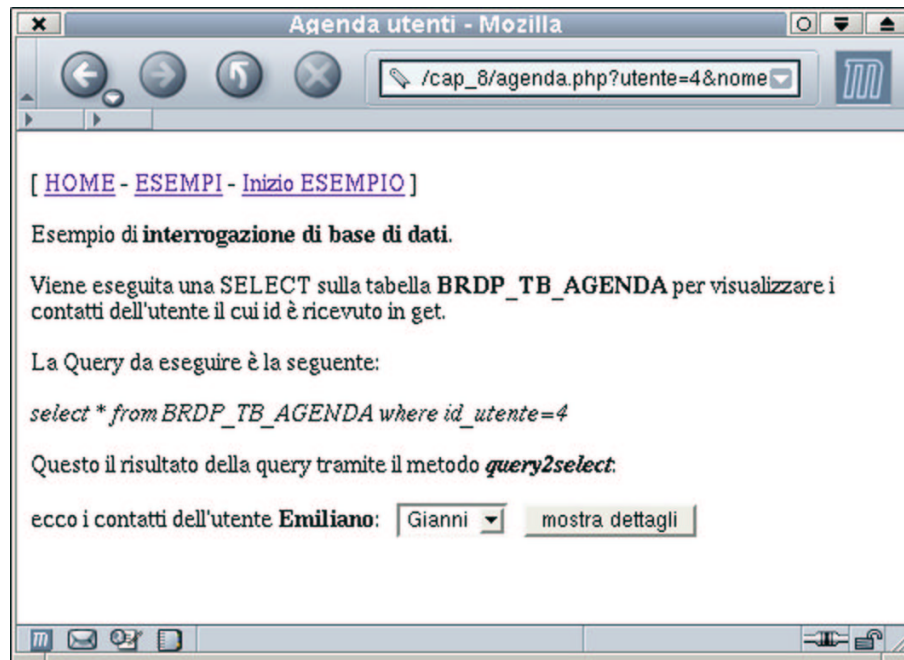 Agenda utenti - Mozilla
/cap_8/agenda.php?utente=4&nome
[ HOME - ESEMPI - Inizio ESEMPIO ]
Esempio di interrogazione di base di dati.
Viene eseguita una SELECT sulla tabella BRDP_TB_AGENDA per visualizzare i
contatti dell'utente il cui id è ricevuto in get.
La Query da eseguire è la seguente:
select * from BRDP_TB_AGENDA where id_utente=4
Questo il risultato della query tramite il metodo query2select:
ecco i contatti dell'utente Emiliano: Gianni mostra dettagli